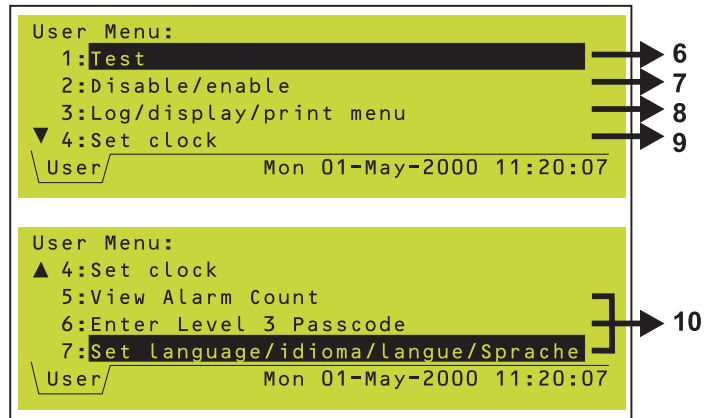 User Menu:
1:Test
6
2:Disable/enable
7
3:Log/display/print menu
8
▼ 4:Set clock
9
User Mon 01-May-2000 11:20:07
User Menu:
▲ 4:Set clock
5:View Alarm Count
6:Enter Level 3 Passcode
10
7:Set language/idioma/langue/Sprache
User Mon 01-May-2000 11:20:07